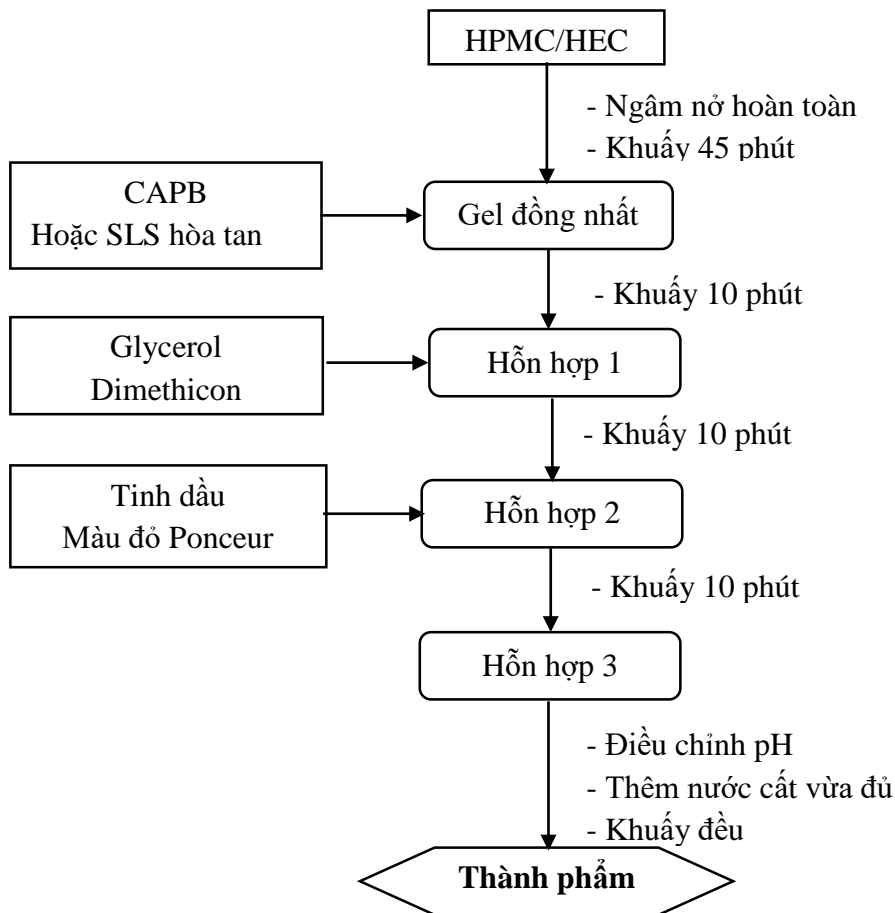 HPMC/HEC
- Ngâm nở hoàn toàn
- Khuấy 45 phút
CAPB
Hoặc SLS hòa tan
Gel đồng nhất
- Khuấy 10 phút
Glycerol
Dimethicon
Hỗn hợp 1
- Khuấy 10 phút
Tinh dầu
Màu đỏ Ponceur
Hỗn hợp 2
- Khuấy 10 phút
Hỗn hợp 3
- Điều chỉnh pH
- Thêm nước cất vừa đủ
- Khuấy đều
Thành phẩm